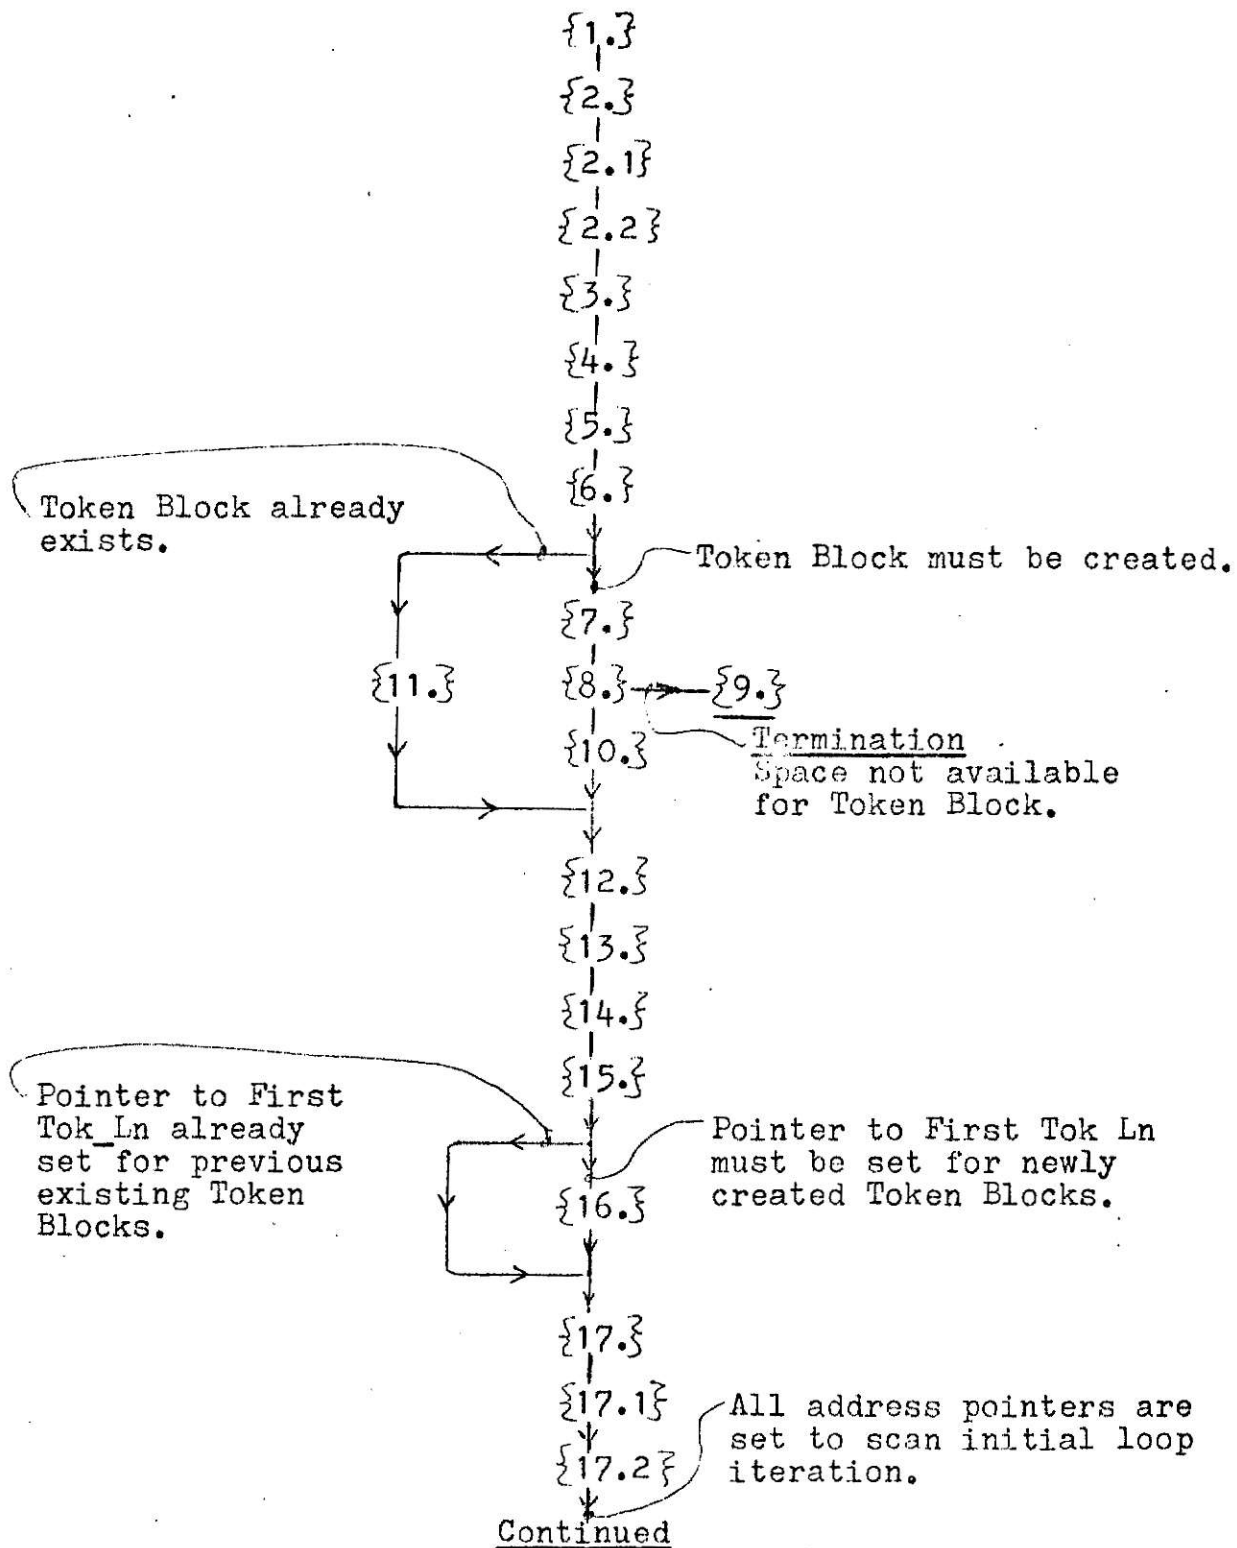 {1.}
{2.}
{2.1}
{2.2}
{3.}
{4.}
{5.}
{6.}
Token Block already
exists.
Token Block must be created.
{7.}
{11.}
{8.}
{9.}
{10.}
Termination
Space not available
for Token Block.
{12.}
{13.}
{14.}
{15.}
Pointer to First
Tok_Ln already
set for previous
existing Token
Blocks.
Pointer to First Tok Ln
must be set for newly
created Token Blocks.
{16.}
{17.}
{17.1}
{17.2}
All address pointers are
set to scan initial loop
iteration.
Continued